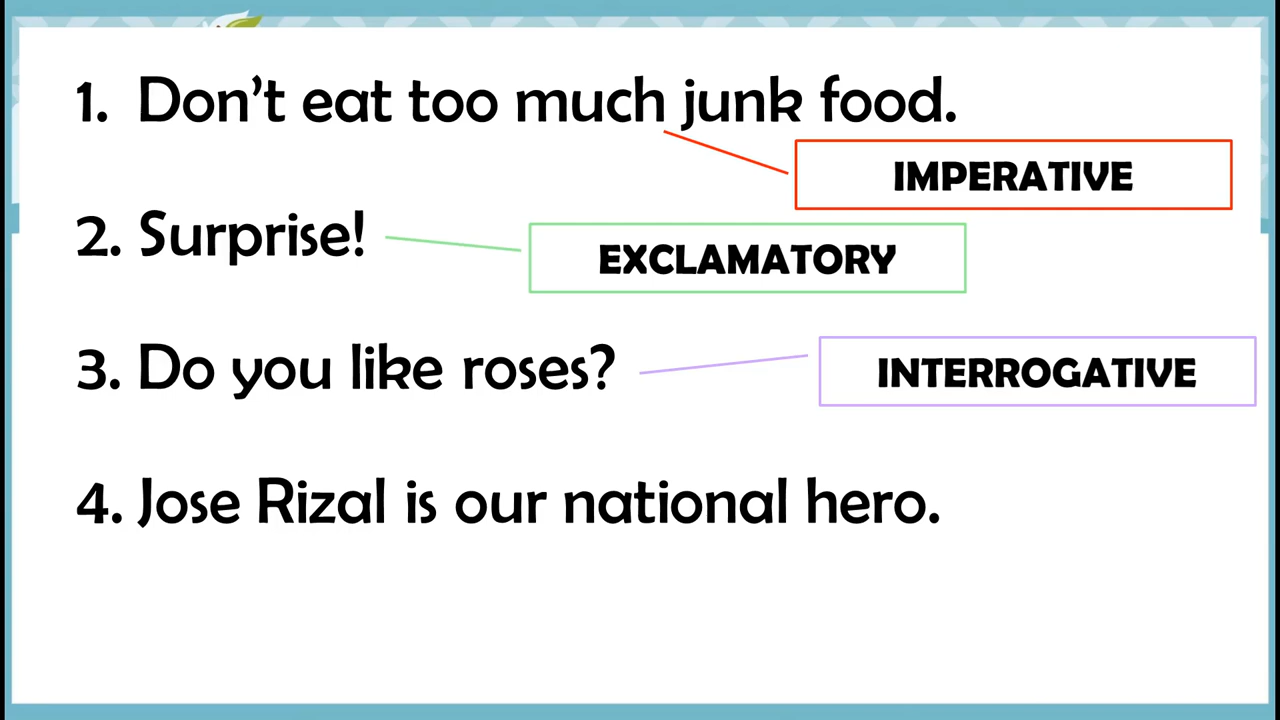 1. Don't eat too much junk food.
IMPERATIVE
2. Surprise!
EXCLAMATORY
3. Do you like roses?
INTERROGATIVE
4. Jose Rizal is our national hero.